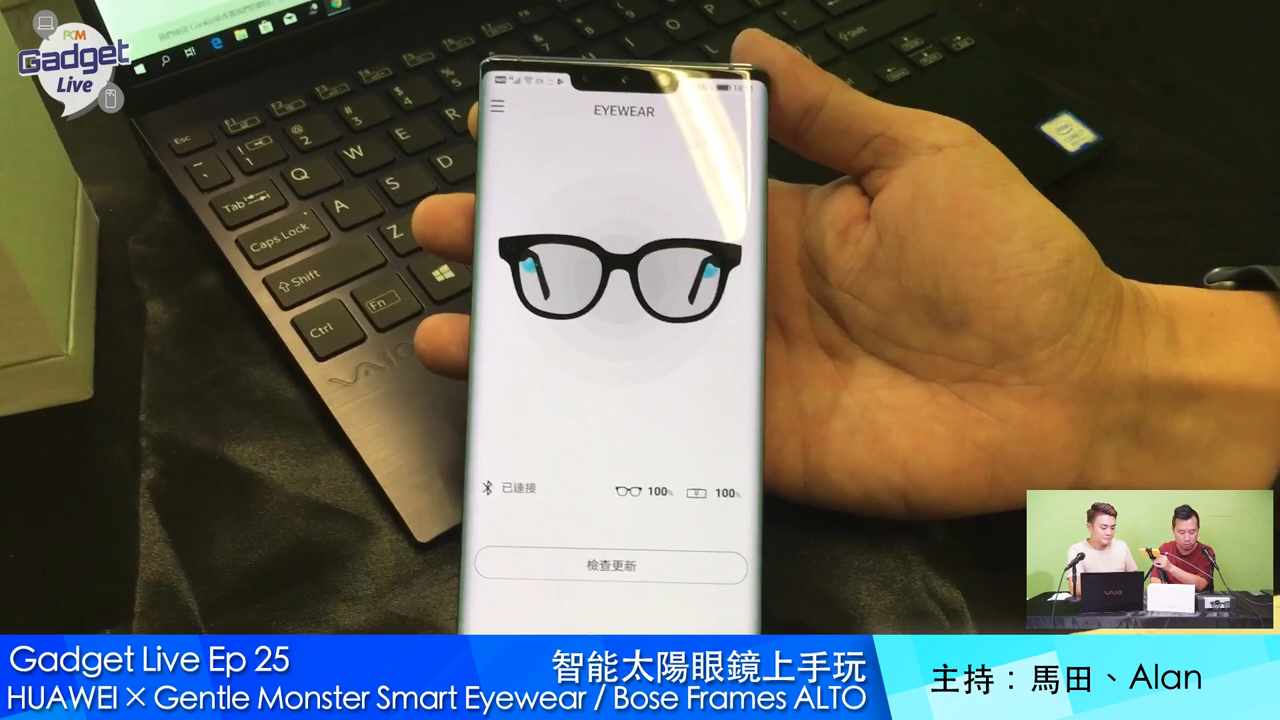 PCM
Gadget
Live
EYEWEAR
Esc
Tab
Caps Lock
Shift
Ctrl
Fn
Q
W
E
R
A
S
D
Z
I
O
P
L
Shift
VAIO
已連接
100%
100%
檢查更新
VAIO
Gadget Live Ep 25
智能太陽眼鏡上手玩
HUAWEI × Gentle Monster Smart Eyewear / Bose Frames ALTO
主持：馬田、Alan